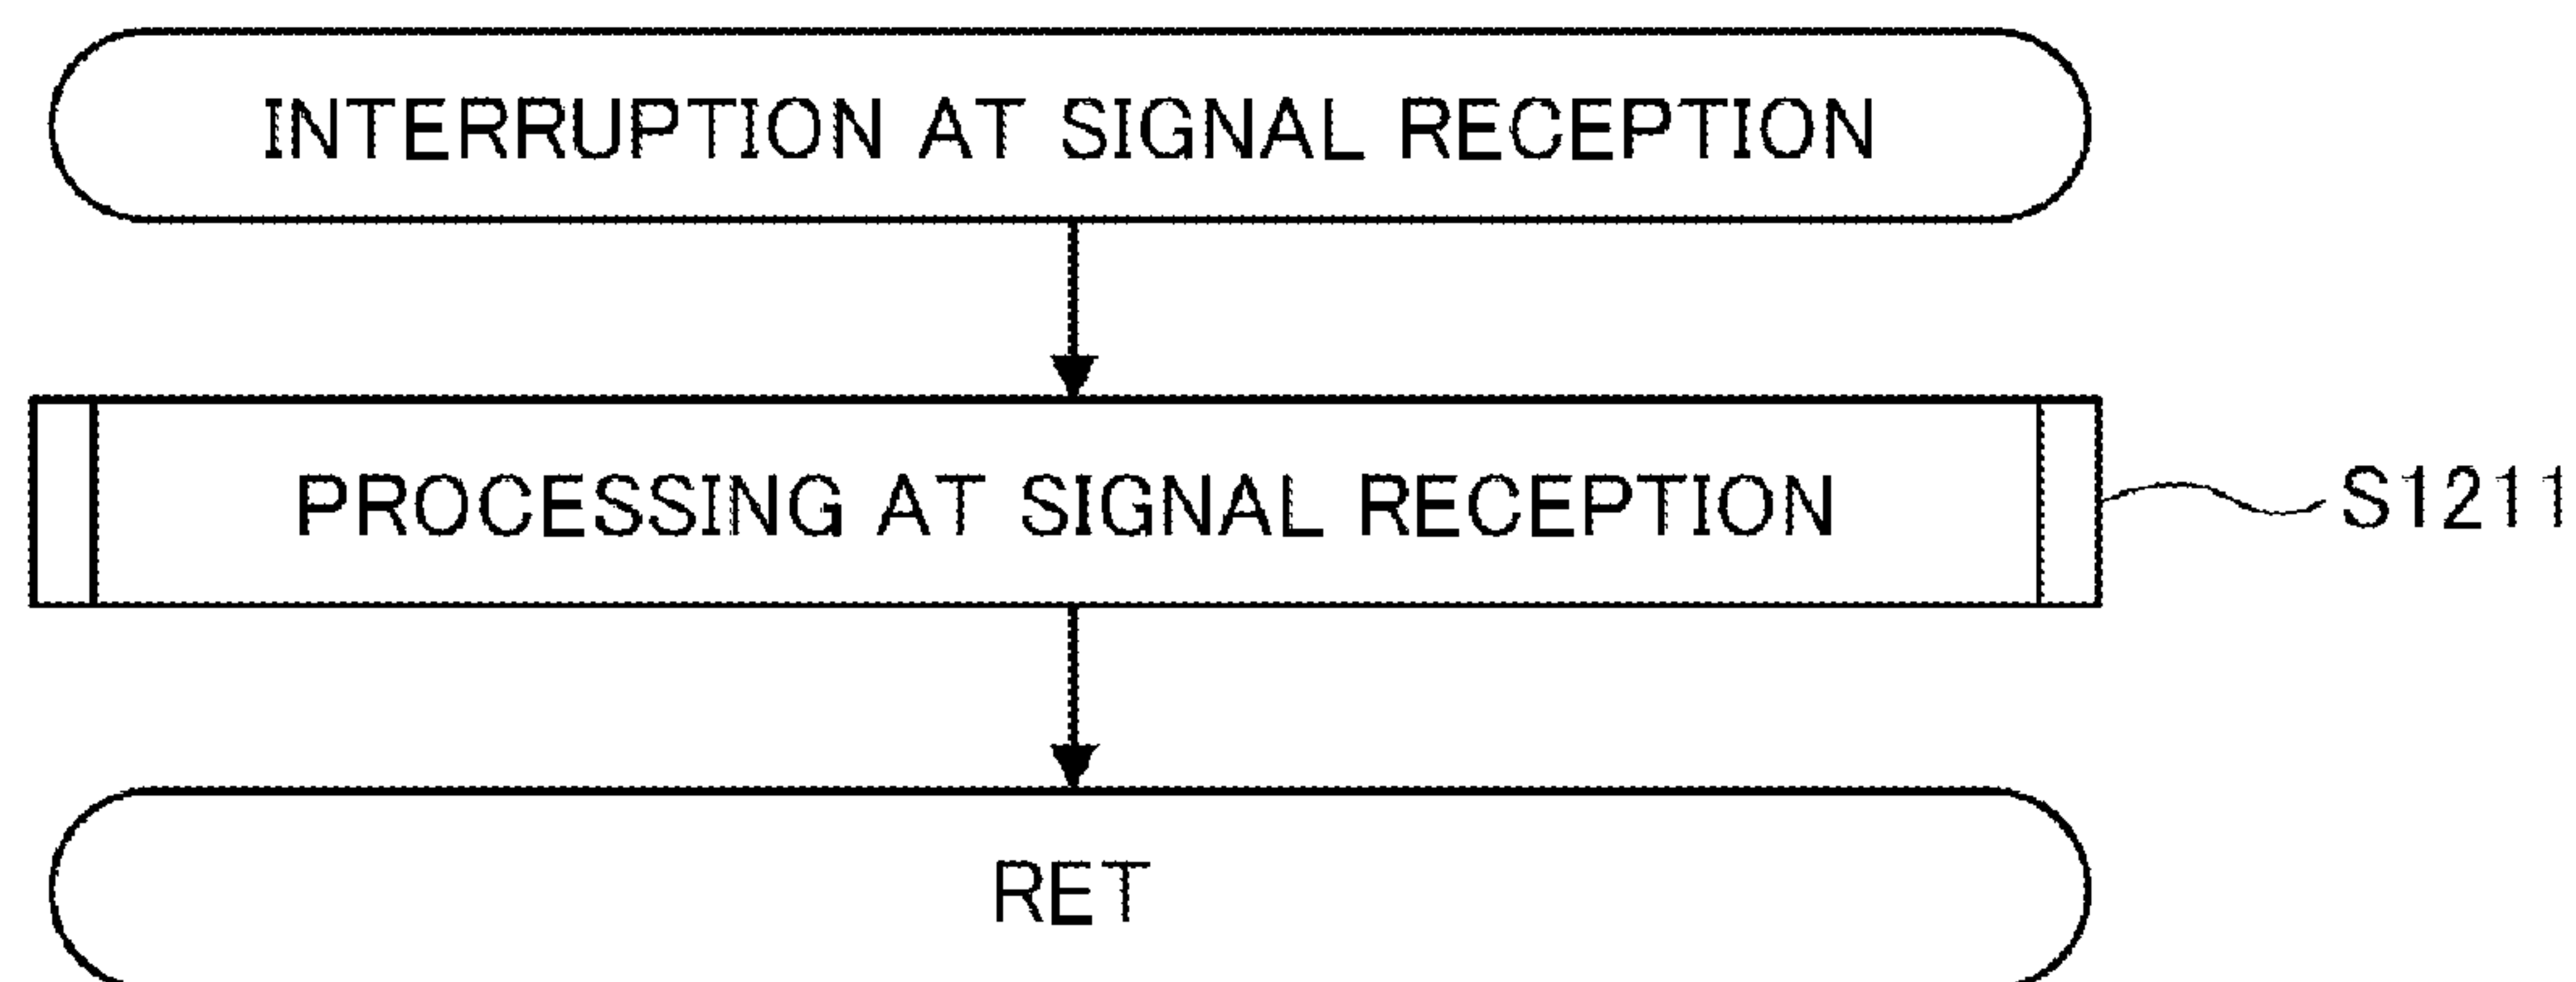 INTERRUPTION AT SIGNAL RECEPTION
PROCESSING AT SIGNAL RECEPTION
S1211
RET